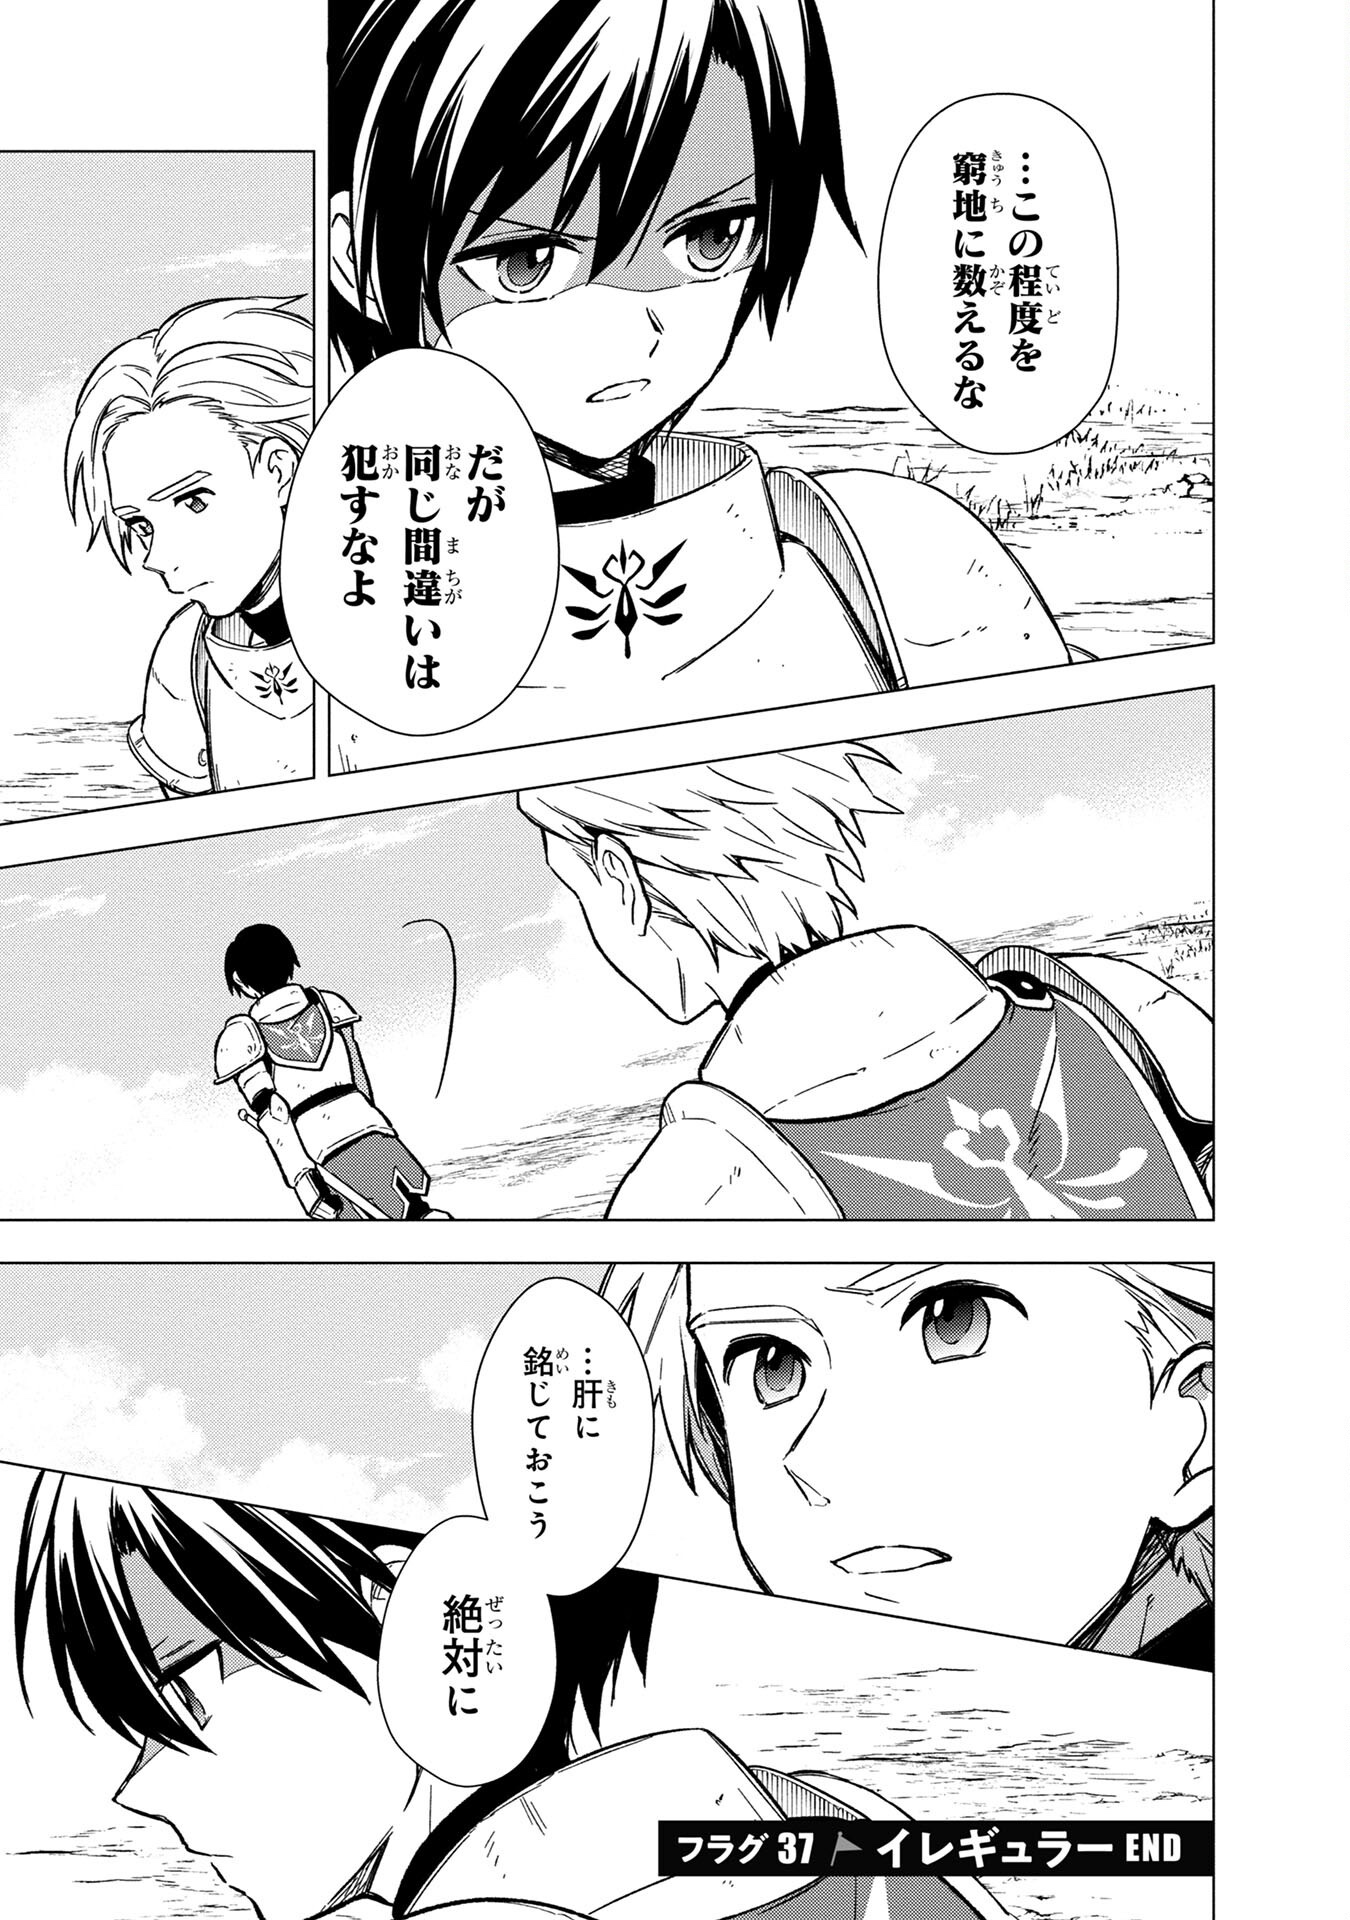 …この程度を
窮地に数えるな
だが
同じ間違いは
犯すなよ
…肝に
銘じておこう
絶対に
フラグ 37 イレギュラー END